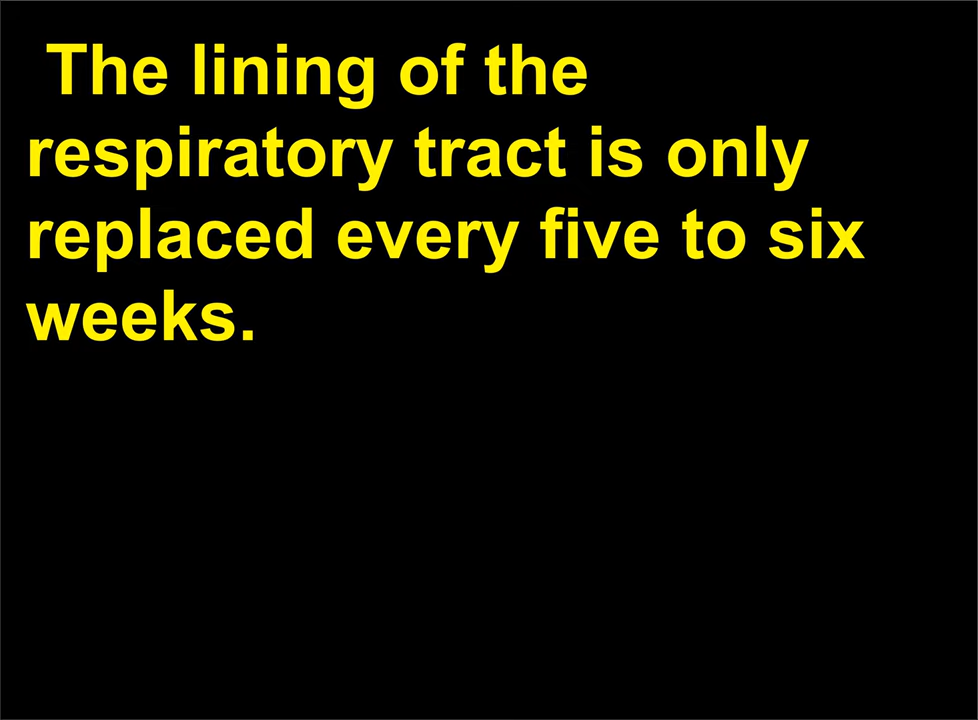 The lining of the
respiratory tract is only
replaced every five to six
weeks.